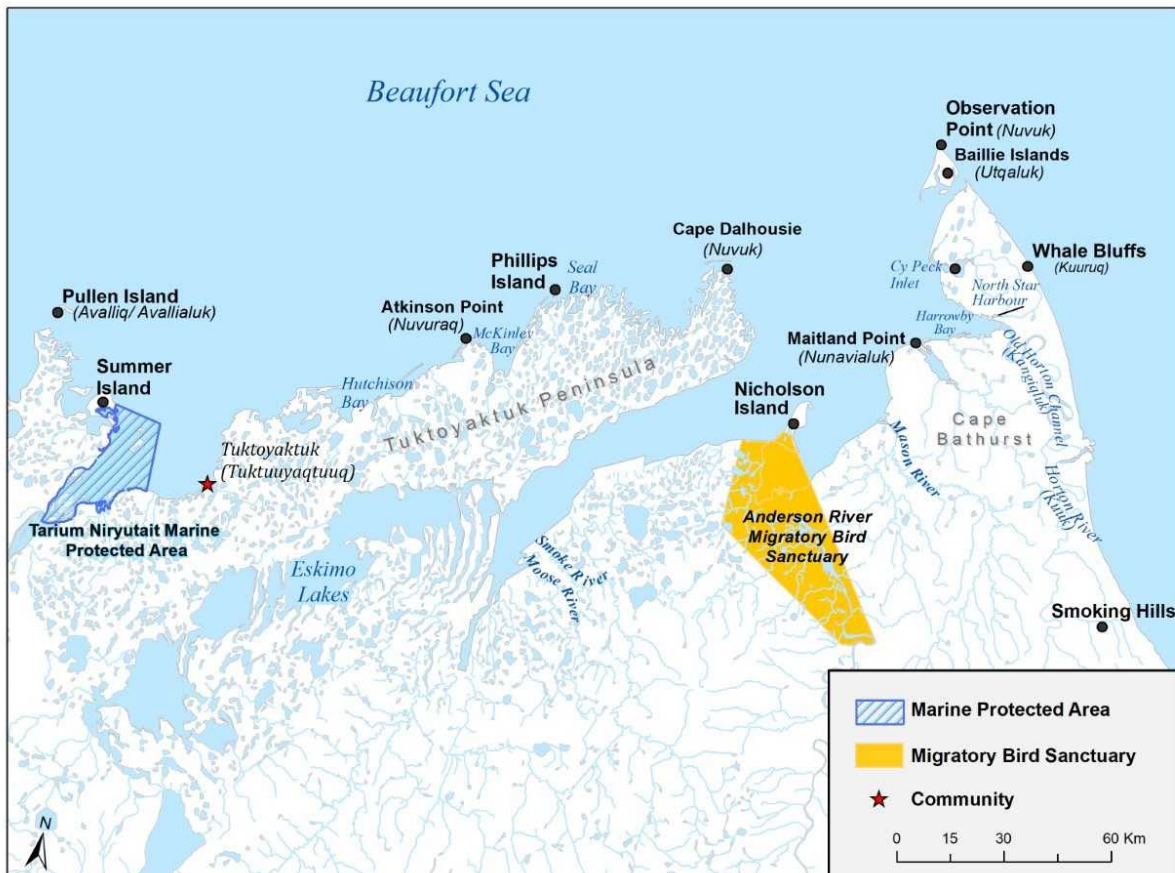 Beaufort Sea
Observation
Point (Nuvuk)
Baillie Islands
(Utqaluk)
Cape Dalhousie
(Nuvuk)
Phillips
Island
Seal
Bay
Cy Peck
Inlet
Whale Bluffs
(Kuuruq)
North Star
Harbour
Pullen Island
(Avalliq/ Avallialuk)
Atkinson Point
(Nuvuraq)
McKinley
Bay
Harrowby
Bay
Maitland Point
(Nunavialuk)
Old Horton Channel
(Kangiqluk)
Summer
Island
Hutchison
Bay
Tuktoyaktuk Peninsula
Nicholson
Island
Cape
Bathurst
Mason River
Tuktoyaktuk
(Tuktuuyaqtuuq)
Horton River
(Kuuk)
Tarium Niryutait Marine
Protected Area
Anderson River
Migratory Bird
Sanctuary
Eskimo
Lakes
Smoke River
Moose River
Smoking Hills
Marine Protected Area
Migratory Bird Sanctuary
Community
N
0 15 30 60 Km